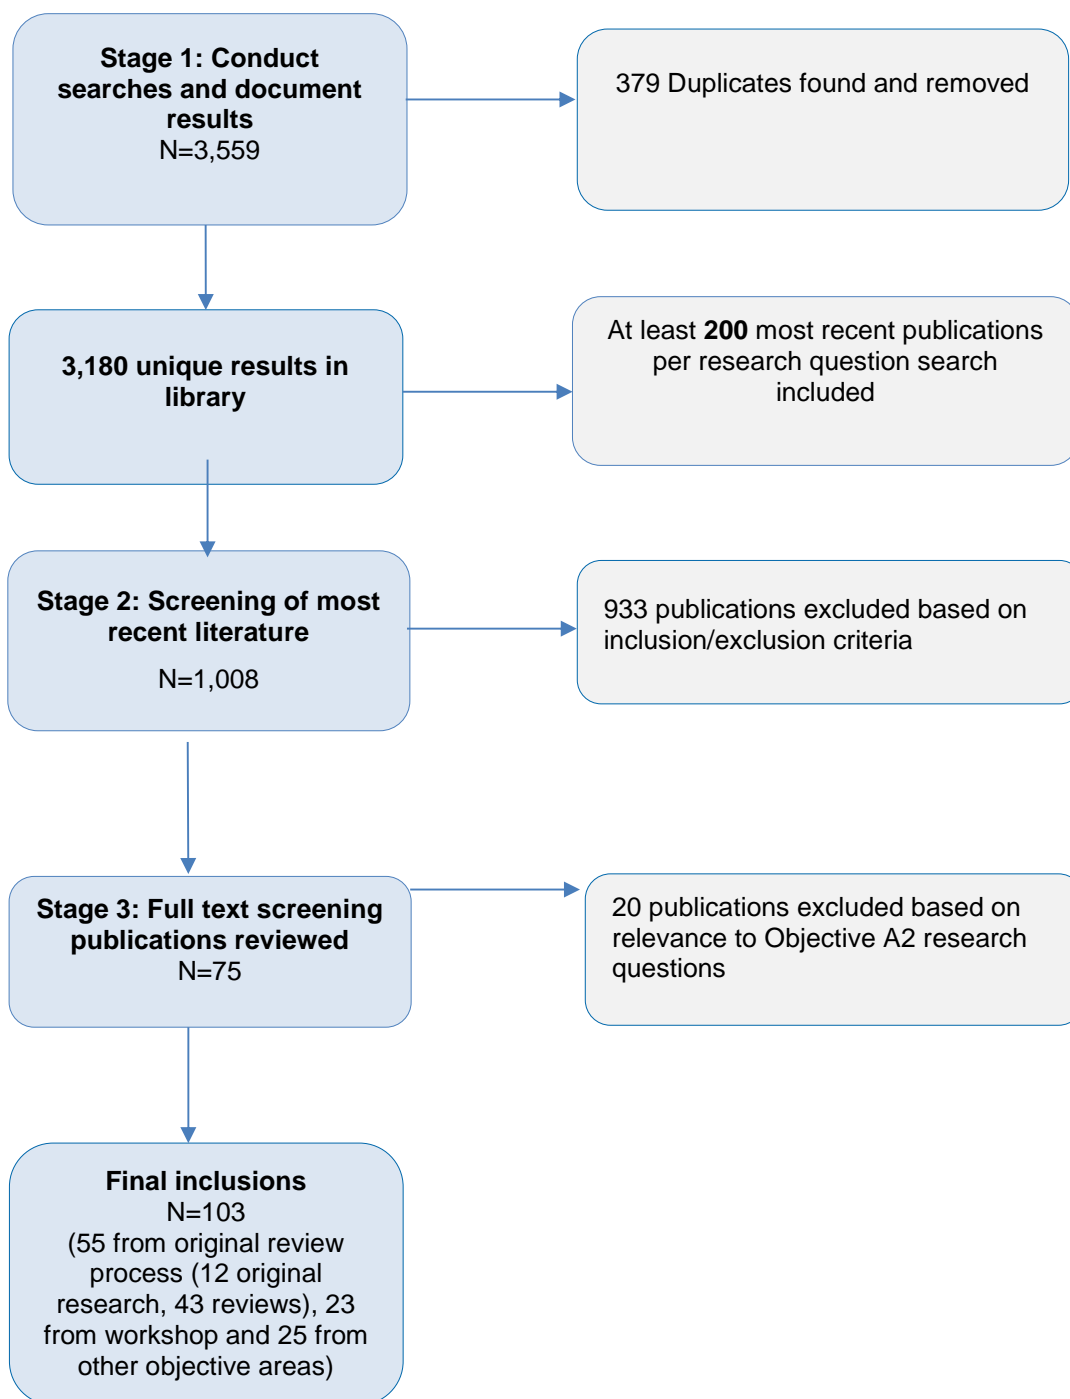 Stage 1: Conduct
searches and document
results
N=3,559
379 Duplicates found and removed
3,180 unique results in
library
At least 200 most recent publications
per research question search
included
Stage 2: Screening of most
recent literature
N=1,008
933 publications excluded based on
inclusion/exclusion criteria
Stage 3: Full text screening
publications reviewed
N=75
20 publications excluded based on
relevance to Objective A2 research
questions
Final inclusions
N=103
(55 from original review
process (12 original
research, 43 reviews), 23
from workshop and 25 from
other objective areas)